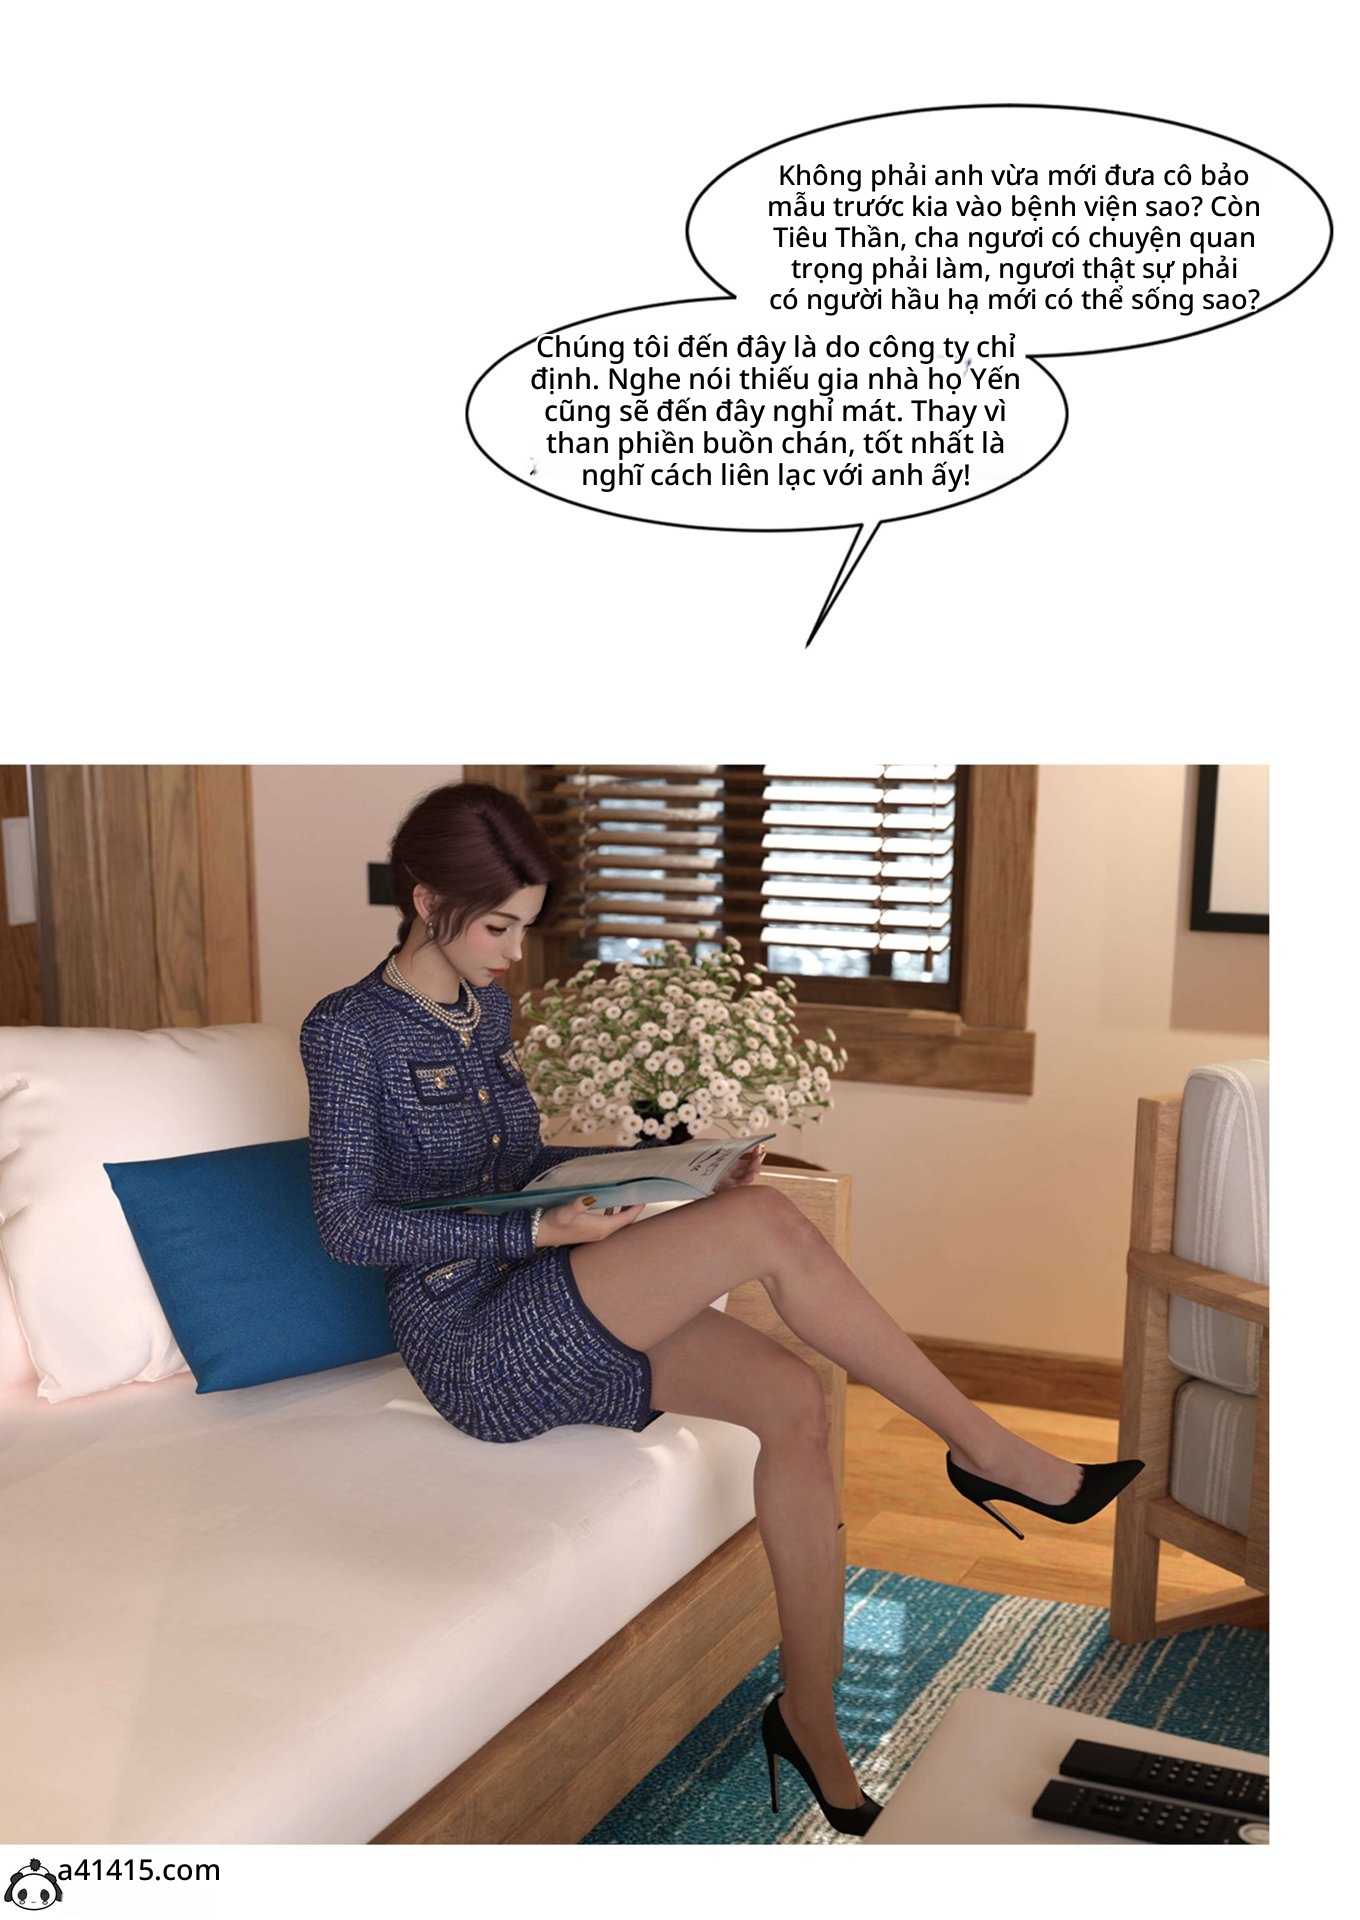 Không phải anh vừa mới đưa cô bảo
mẫu trước kia vào bệnh viện sao? Còn
Tiêu Thần, cha ngươi có chuyện quan
trọng phải làm, ngươi thật sự phải
có người hầu hạ mới có thể sống sao?
Chúng tôi đến đây là do công ty chỉ
định. Nghe nói thiếu gia nhà họ Yến
cũng sẽ đến đây nghỉ mát. Thay vì
than phiền buồn chán, tốt nhất là
nghĩ cách liên lạc với anh ấy!
a41415.com